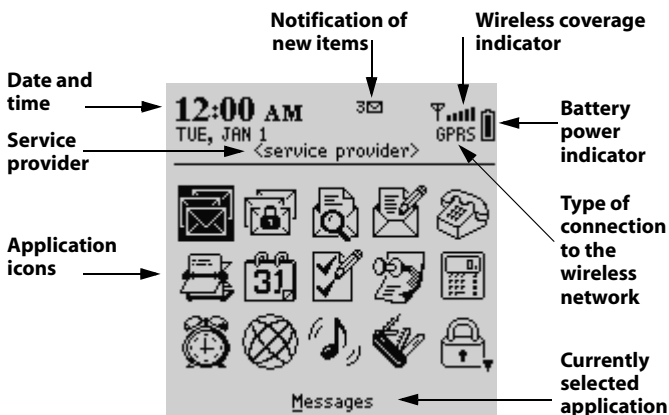 Notification of
new items
Wireless coverage
indicator
Date and
time
12:00 AM
3
TUE, JAN 1
GPRS
Battery
power
indicator
Service
provider
<service provider>
Type of
connection
to the
wireless
network
Application
icons
31
0.
Currently
selected
application
Messages